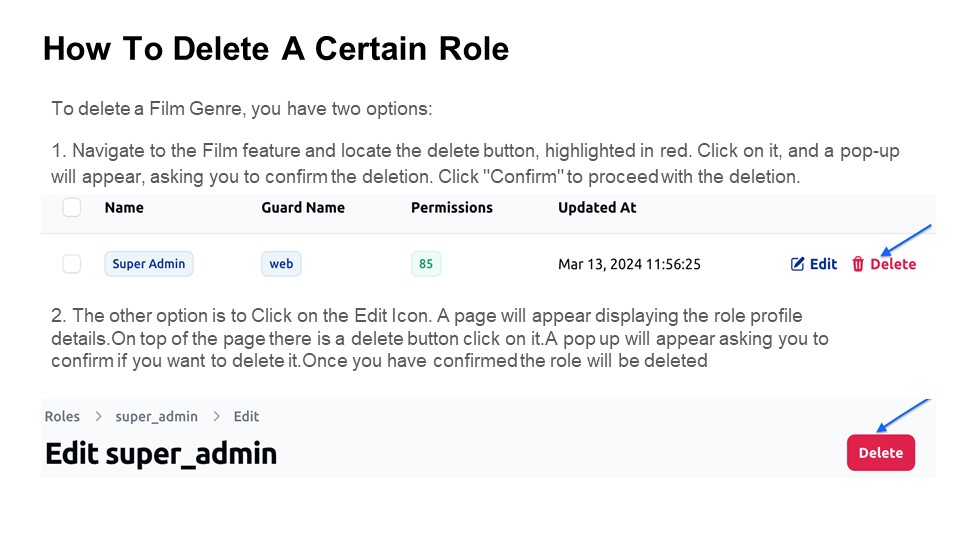 How To Delete A Certain Role
To delete a Film Genre, you have two options:
1. Navigate to the Film feature and locate the delete button, highlighted in red. Click on it, and a pop-up
will appear, asking you to confirm the deletion. Click "Confirm" to proceed with the deletion.
Name Guard Name Permissions Updated At
Super Admin web 85 Mar 13, 2024 11:56:25 Edit Delete
2. The other option is to Click on the Edit Icon. A page will appear displaying the role profile
details.On top of the page there is a delete button click on it.A pop up will appear asking you to
confirm if you want to delete it.Once you have confirmed the role will be deleted
Roles > super_admin > Edit
Edit super_admin Delete